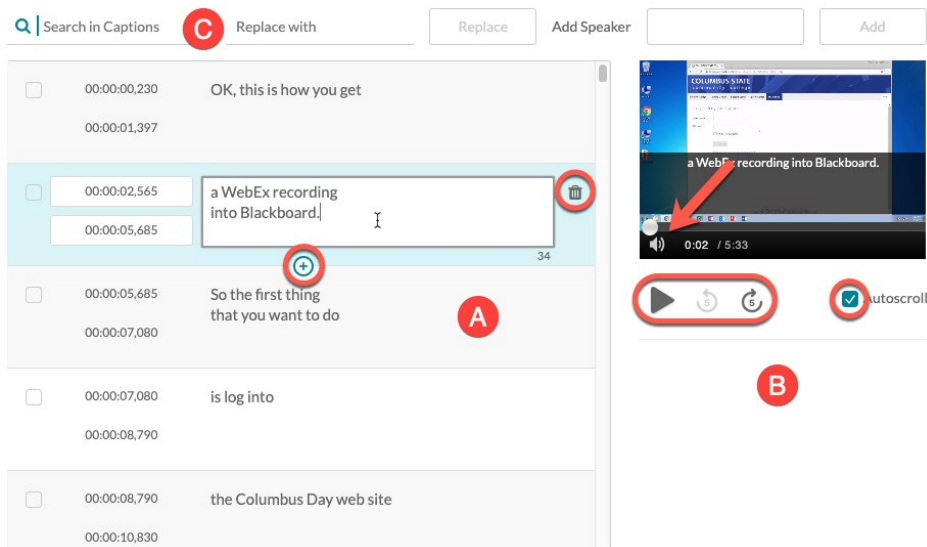 Search in Captions
C
Replace with
Replace
Add Speaker
Add
00:00:00,230
OK, this is how you get
00:00:01,397
00:00:02,565
a WebEx recording
into Blackboard.
00:00:05,685
34
00:00:05,685
So the first thing
that you want to do
00:00:07,080
A
00:00:07,080
is log into
00:00:08,790
00:00:08,790
the Columbus Day web site
00:00:10,830
COLUMBUS STATE
community college
a WebEx recording into Blackboard.
0:02 / 5:33
5
5
Autoscroll
B